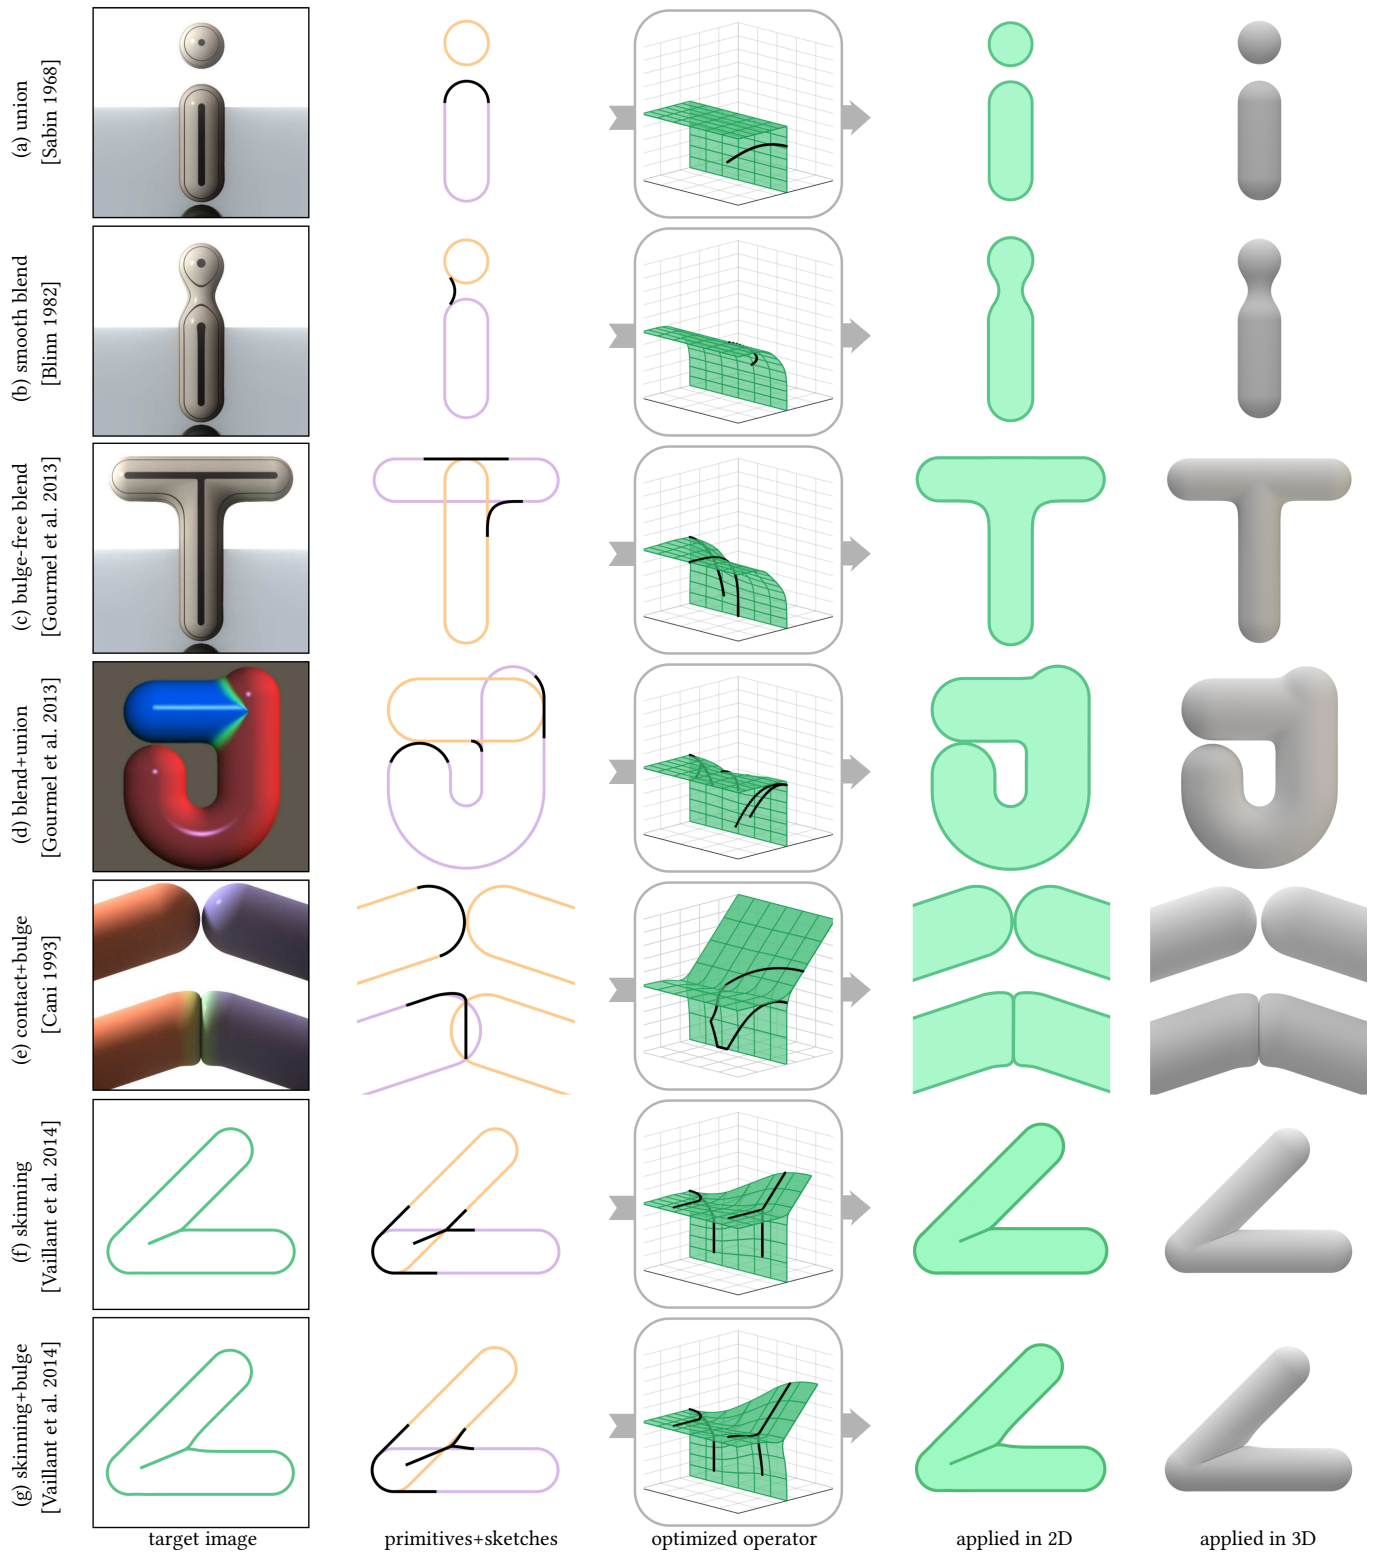 (a) union
[Sabin 1968]
(b) smooth blend
[Blinn 1982]
(c) bulge-free blend
[Gourmel et al. 2013]
(d) blend+union
[Gourmel et al. 2013]
(e) contact+bulge
[Cani 1993]
(f) skinning
[Vaillant et al. 2014]
(g) skinning+bulge
[Vaillant et al. 2014]
target image
primitives+sketches
optimized operator
applied in 2D
applied in 3D